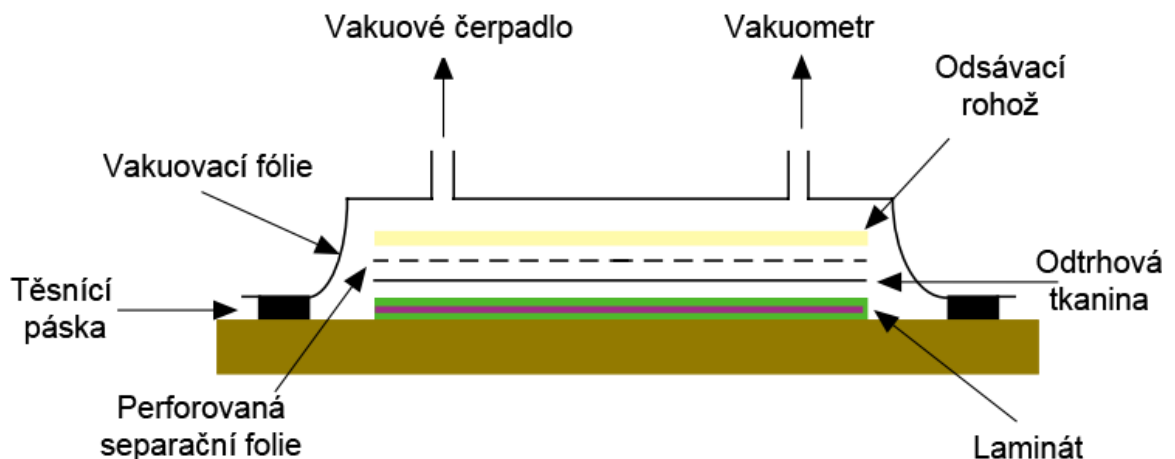 Vakuové čerpadlo
Vakuometr
Odsávací
rohož
Vakuovací fólie
Těsnící
páska
Odtrhová
tkanina
Perforovaná
separační folie
Laminát